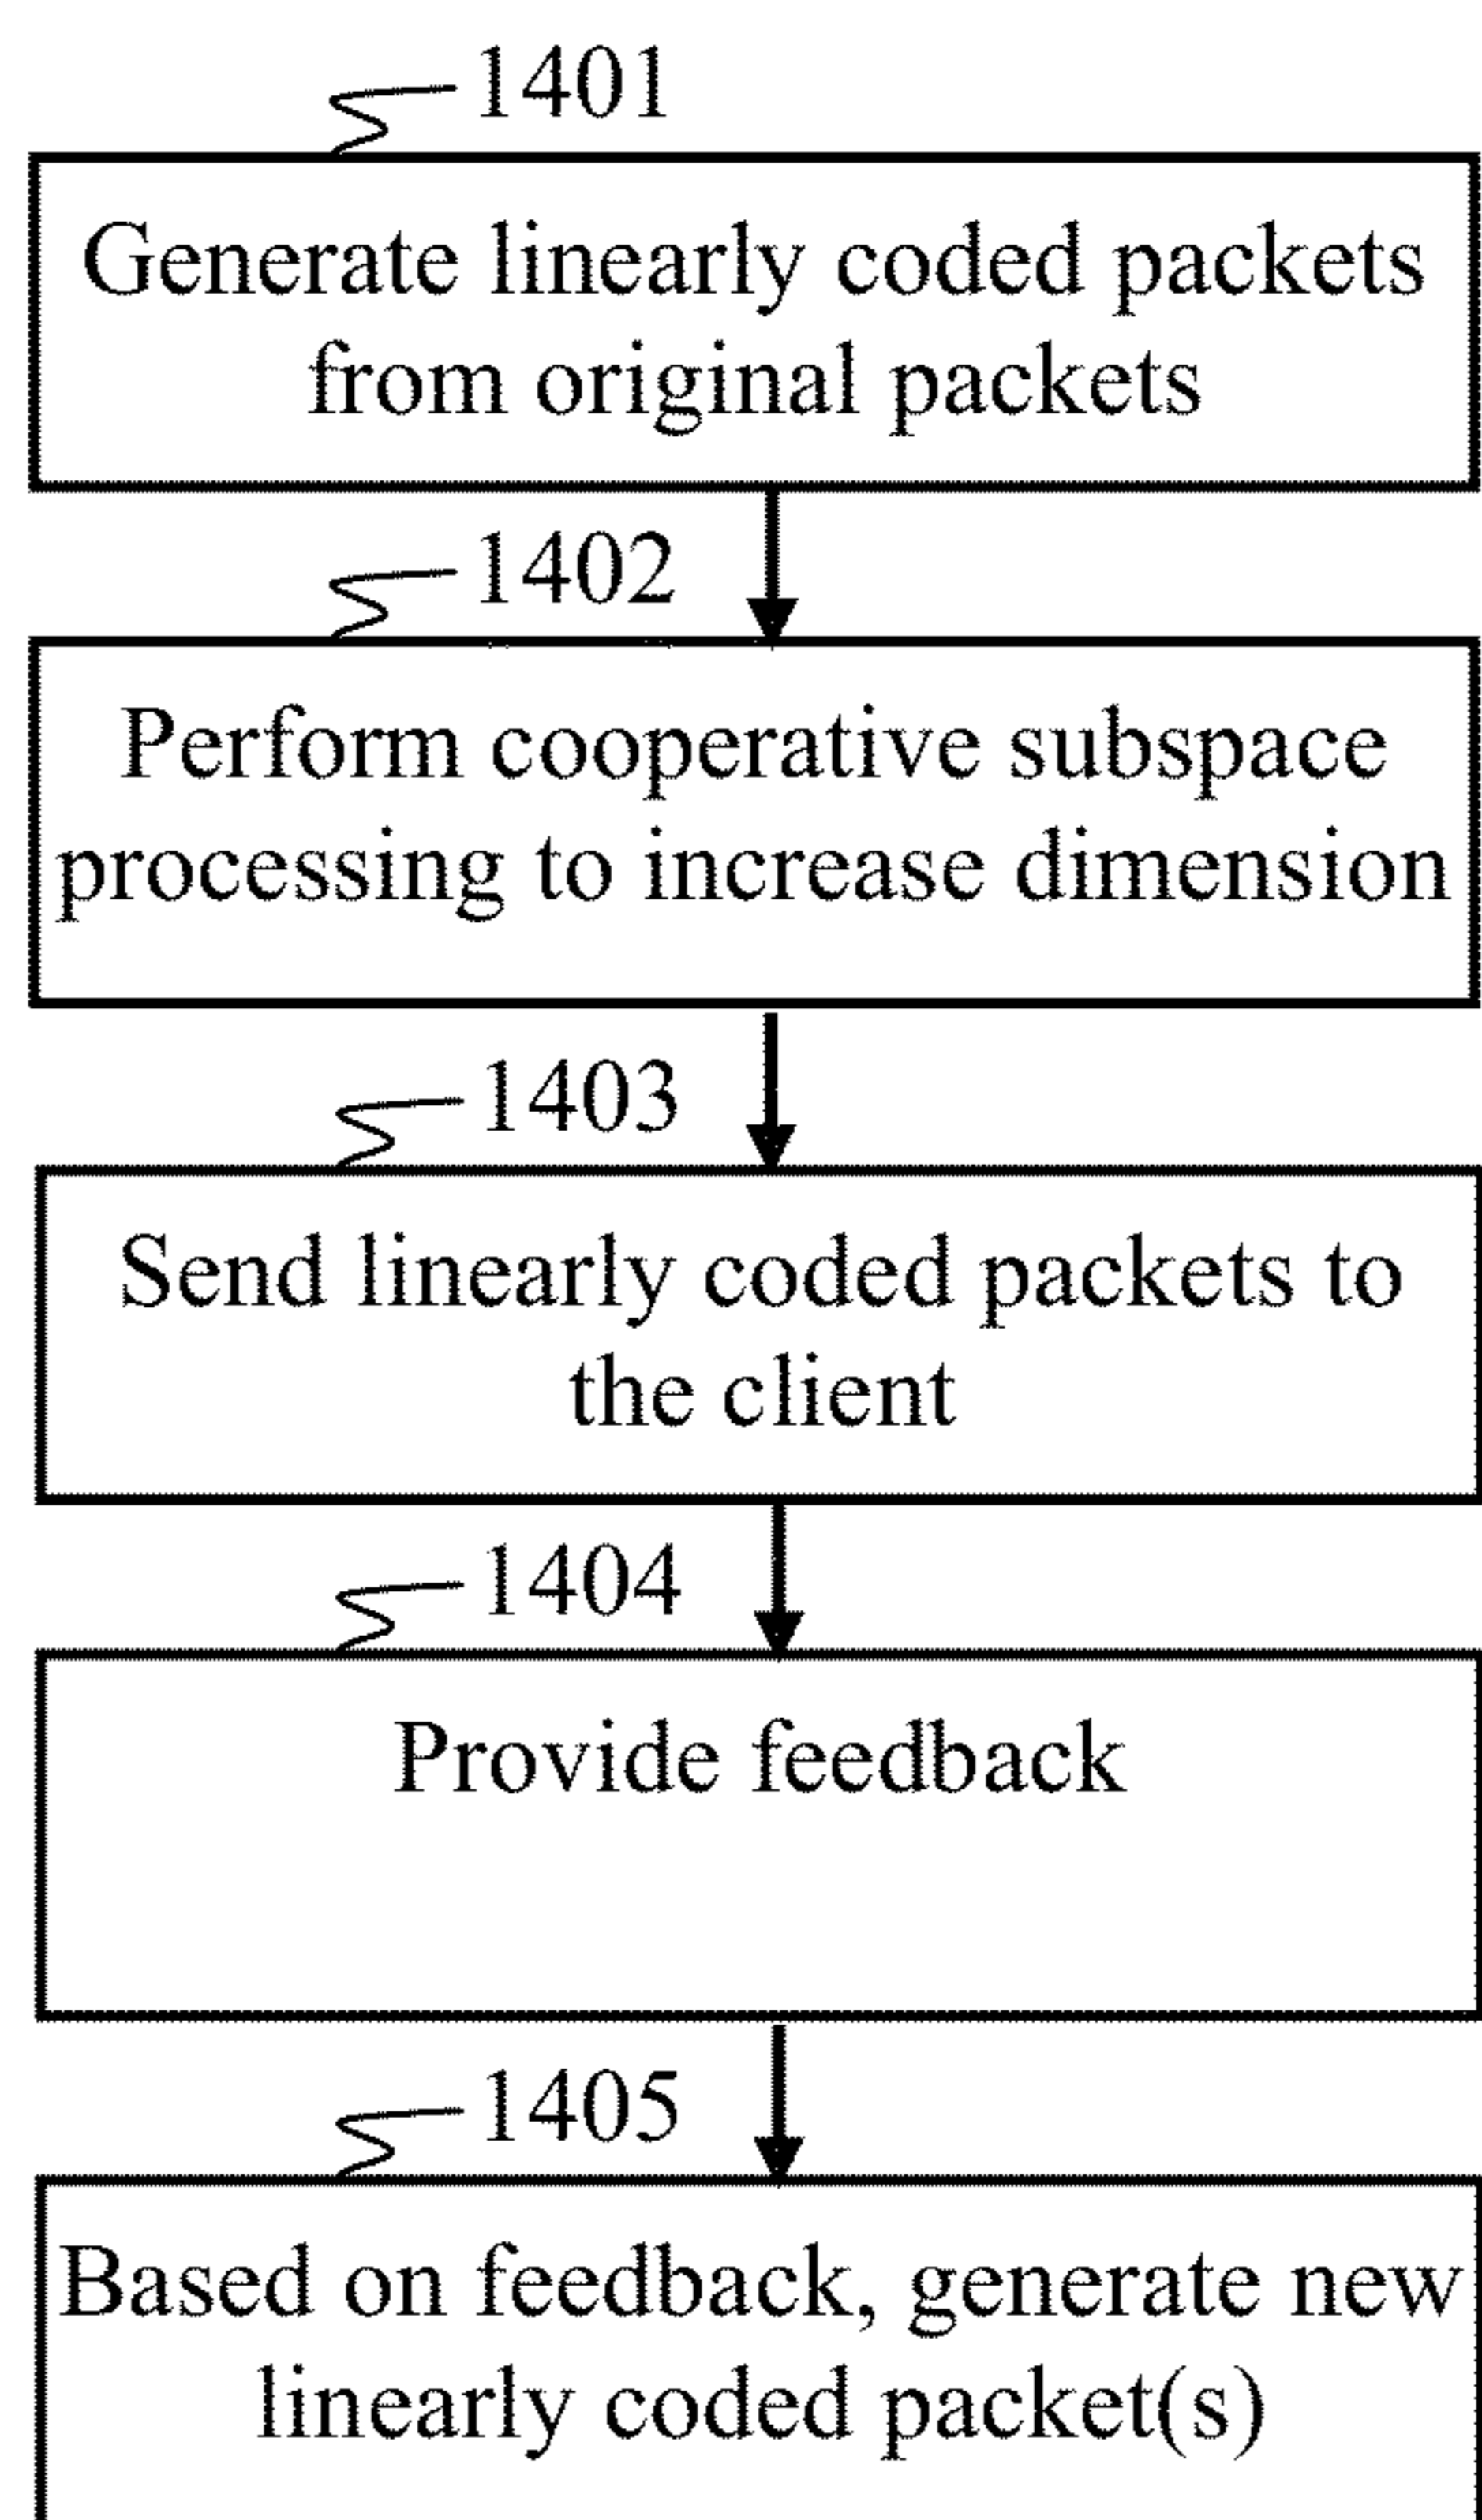 1401
Generate linearly coded packets
from original packets
1402
Perform cooperative subspace
processing to increase dimension
1403
Send linearly coded packets to
the client
1404
Provide feedback
1405
Based on feedback, generate new
linearly coded packet(s)